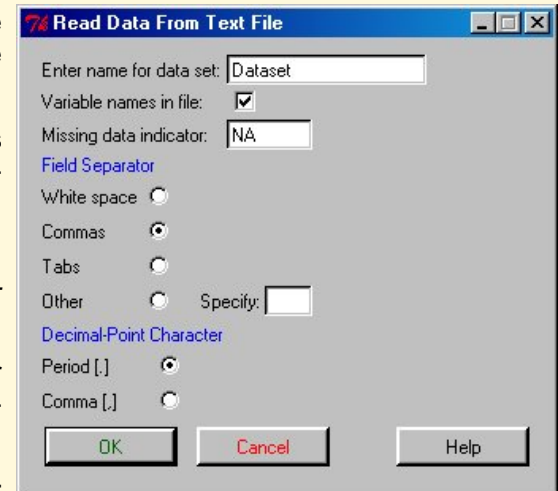 Read Data From Text File
Enter name for data set: Dataset
Variable names in file:
Missing data indicator: NA
Field Separator
White space
Commas
Tabs
Other Specify:
Decimal-Point Character
Period [.]
Comma [,]
OK Cancel Help